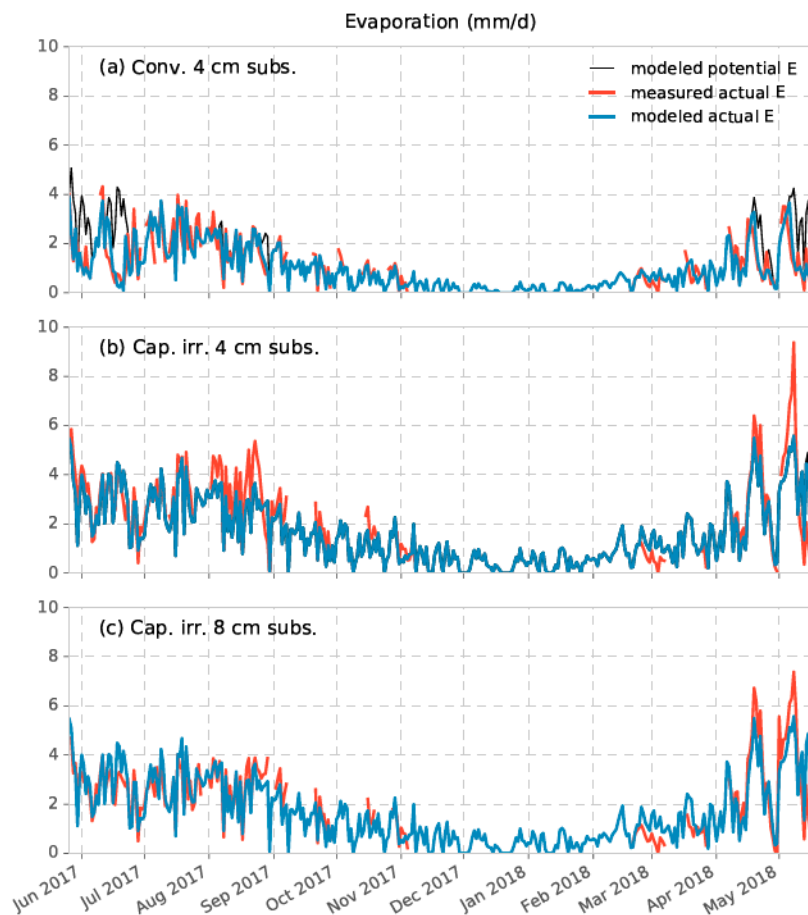 Evaporation (mm/d)
10
(a) Conv. 4 cm subs.
modeled potential E
8
measured actual E
modeled actual E
6
4
2
0
10
(b) Cap. irr. 4 cm subs.
8
6
4
2
0
10
(c) Cap. irr. 8 cm subs.
8
6
4
2
0
Jun 2017
Jul 2017
Aug 2017
Sep 2017
Oct 2017
Nov 2017
Dec 2017
Jan 2018
Feb 2018
Mar 2018
Apr 2018
May 2018